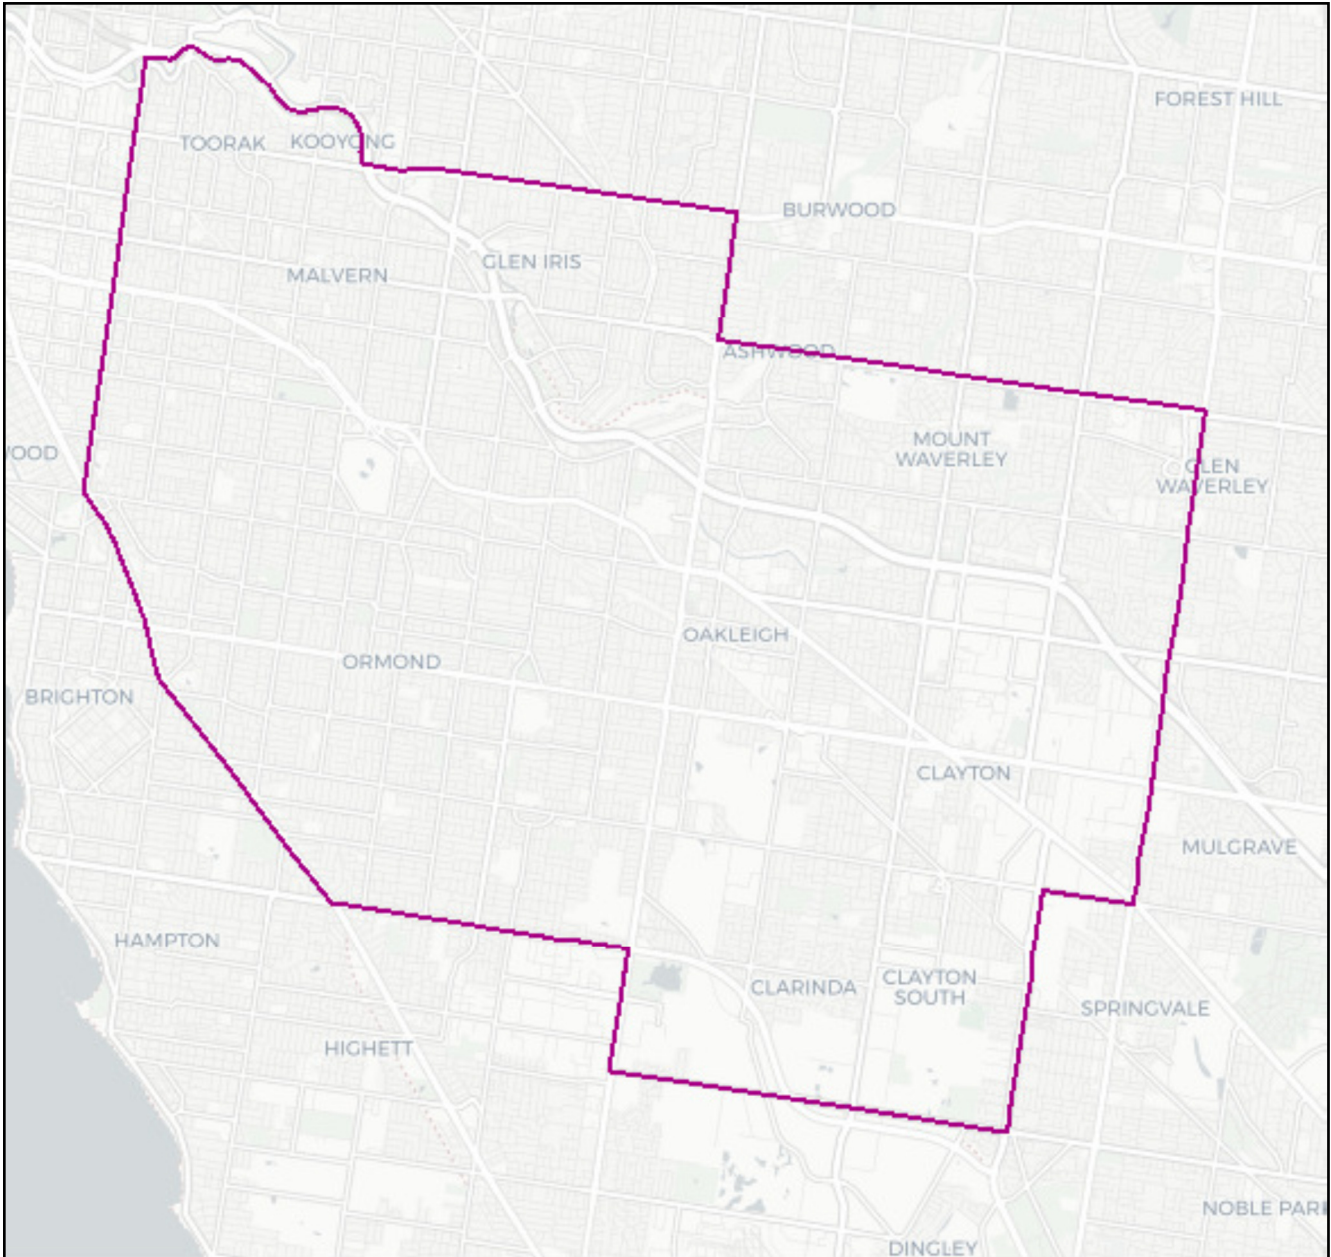 FOREST HILL
TOORAK
KOOYONG
BURWOOD
GLEN IRIS
MALVERN
ASHWOOD
MOUNT
WAVERLEY
OOD
GLEN
WAVERLEY
OAKLEIGH
ORMOND
BRIGHTON
CLAYTON
MULGRAVE
HAMPTON
CLARINDA
CLAYTON
SOUTH
SPRINGVALE
HIGHETT
NOBLE PARK
DINGLEY